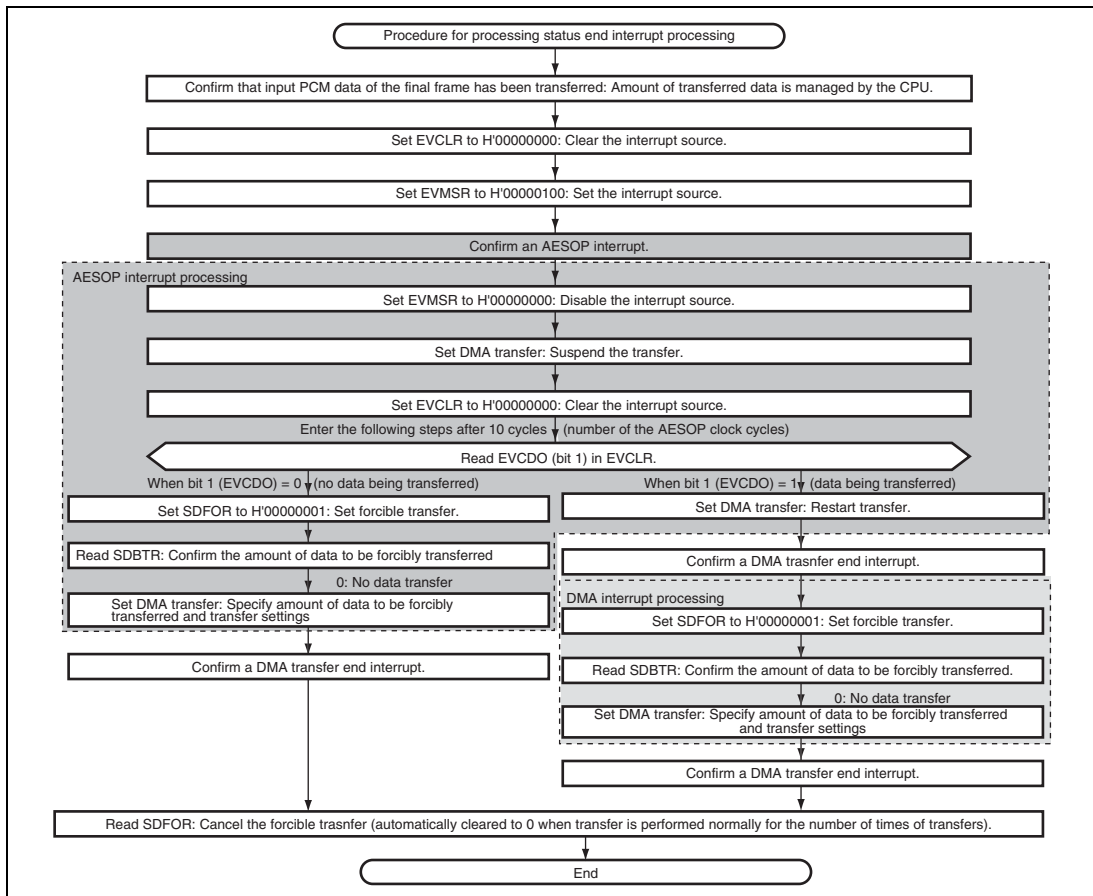 Procedure for processing status end interrupt processing
Confirm that input PCM data of the final frame has been transferred: Amount of transferred data is managed by the CPU.
Set EVCLR to H'00000000: Clear the interrupt source.
Set EVMSR to H'00000100: Set the interrupt source.
Confirm an AESOP interrupt.
AESOP interrupt processing
Set EVMSR to H'00000000: Disable the interrupt source.
Set DMA transfer: Suspend the transfer.
Set EVCLR to H'00000000: Clear the interrupt source.
Enter the following steps after 10 cycles (number of the AESOP clock cycles)
Read EVCDO (bit 1) in EVCLR.
When bit 1 (EVCDO) = 0 (no data being transferred)
Set SDFOR to H'00000001: Set forcible transfer.
Read SDBTR: Confirm the amount of data to be forcibly transferred
0: No data transfer
Set DMA transfer: Specify amount of data to be forcibly
transferred and transfer settings
Confirm a DMA transfer end interrupt.
When bit 1 (EVCDO) = 1 (data being transferred)
Set DMA transfer: Restart transfer.
Confirm a DMA trasnfer end interrupt.
DMA interrupt processing
Set SDFOR to H'00000001: Set forcible transfer.
Read SDBTR: Confirm the amount of data to be forcibly transferred.
0: No data transfer
Set DMA transfer: Specify amount of data to be forcibly transferred
and transfer settings
Confirm a DMA transfer end interrupt.
Read SDFOR: Cancel the forcible trasnfer (automatically cleared to 0 when transfer is performed normally for the number of times of transfers).
End